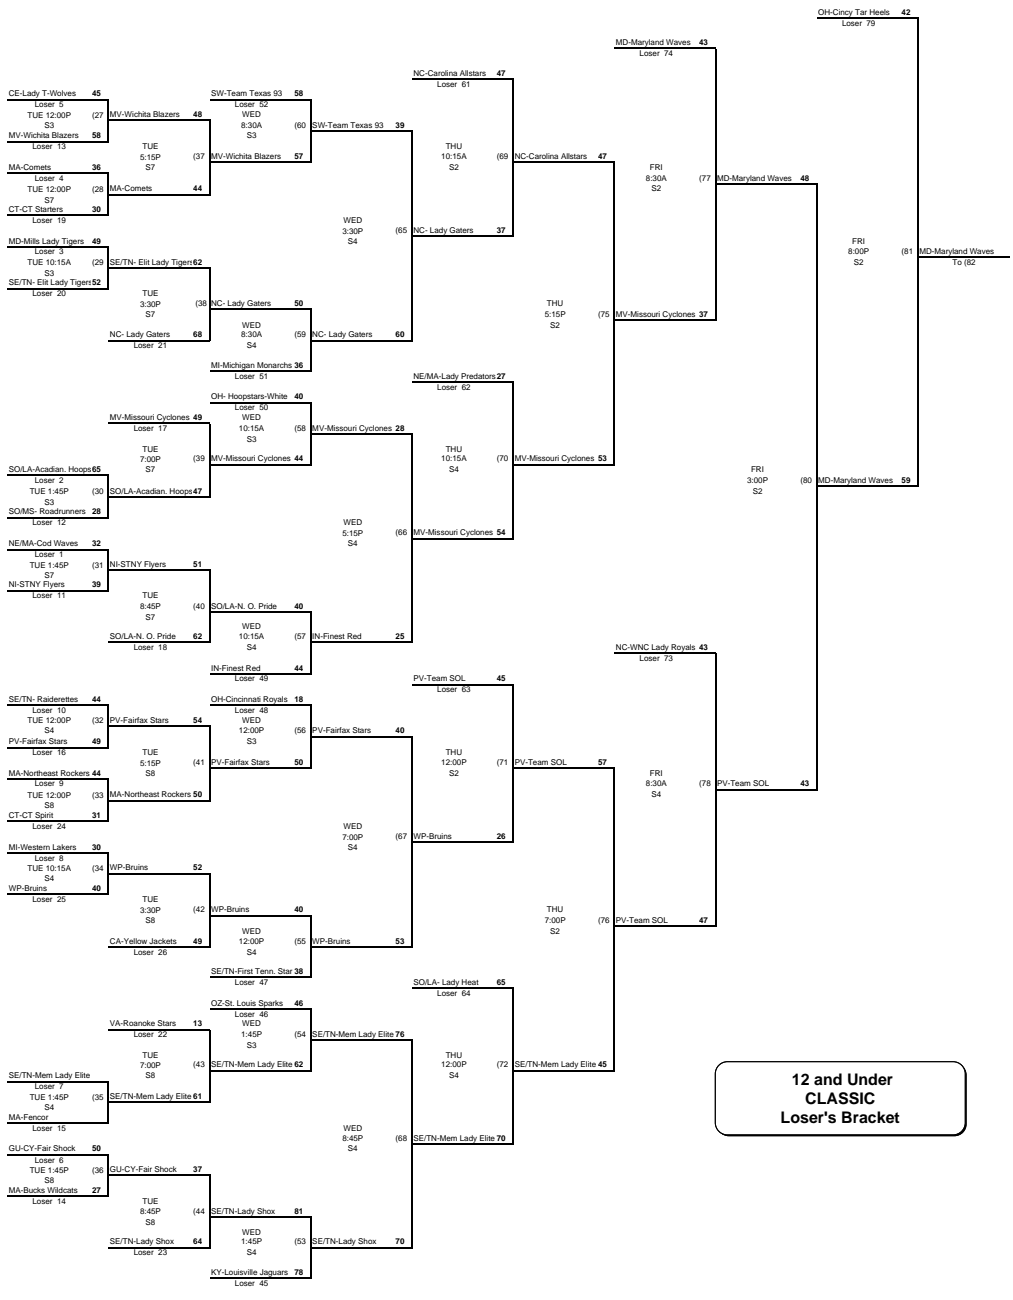 OH-Cincy Tar Heels 42
Loser 79
MD-Maryland Waves 43
Loser 74
NC-Carolina Allstars 47
Loser 61
CE-Lady T-Wolves 45
Loser 5
TUE 12:00P (27
S3
MV-Wichita Blazers 58
Loser 13
MV-Wichita Blazers 48
SW-Team Texas 93 58
Loser 52
WED
8:30A (60
S3
SW-Team Texas 93 39
TUE
5:15P (37
S7
MV-Wichita Blazers 57
THU
10:15A (69
S2
NC-Carolina Allstars 47
MA-Comets 36
Loser 4
TUE 12:00P (28
S7
CT-CT Starters 30
Loser 19
MA-Comets 44
FRI
8:30A (77
S2
MD-Maryland Waves 48
WED
3:30P (65
S4
NC- Lady Gaters 37
MD-Mills Lady Tigers 49
Loser 3
TUE 10:15A (29
S3
SE/TN- Elit Lady Tigers 52
Loser 20
SE/TN- Elit Lady Tigers 62
FRI
8:00P (81
S2
MD-Maryland Waves
To (82
TUE
3:30P (38
S7
NC- Lady Gaters 50
NC- Lady Gaters 68
Loser 21
WED
8:30A (59
S4
NC- Lady Gaters 60
THU
5:15P (75
S2
MV-Missouri Cyclones 37
MI-Michigan Monarchs 36
Loser 51
NE/MA-Lady Predators 27
Loser 62
OH- Hoopstars-White 40
Loser 50
MV-Missouri Cyclones 49
Loser 17
WED
10:15A (58
S3
MV-Missouri Cyclones 28
TUE
7:00P (39
S7
MV-Missouri Cyclones 44
THU
10:15A (70
S4
MV-Missouri Cyclones 53
SO/LA-Acadian. Hoops 65
Loser 2
TUE 1:45P (30
S3
SO/MS- Roadrunners 28
Loser 12
SO/LA-Acadian. Hoops 47
FRI
3:00P (80
S2
MD-Maryland Waves 59
WED
5:15P (66
S4
MV-Missouri Cyclones 54
NE/MA-Cod Waves 32
Loser 1
TUE 1:45P (31
S7
NI-STNY Flyers 39
Loser 11
NI-STNY Flyers 51
TUE
8:45P (40
S7
SO/LA-N. O. Pride 40
SO/LA-N. O. Pride 62
Loser 18
WED
10:15A (57
S4
IN-Finest Red 25
IN-Finest Red 44
Loser 49
NC-WNC Lady Royals 43
Loser 73
PV-Team SOL 45
Loser 63
SE/TN- Raiderettes 44
Loser 10
TUE 12:00P (32
S4
PV-Fairfax Stars 49
Loser 16
PV-Fairfax Stars 54
OH-Cincinnati Royals 18
Loser 48
WED
12:00P (56
S3
PV-Fairfax Stars 40
TUE
5:15P (41
S8
PV-Fairfax Stars 50
THU
12:00P (71
S2
PV-Team SOL 57
MA-Northeast Rockers 44
Loser 9
TUE 12:00P (33
S8
CT-CT Spirit 31
Loser 24
MA-Northeast Rockers 50
FRI
8:30A (78
S4
PV-Team SOL 43
WED
7:00P (67
S4
WP-Bruins 26
MI-Western Lakers 30
Loser 8
TUE 10:15A (34
S4
WP-Bruins 40
Loser 25
WP-Bruins 52
TUE
3:30P (42
S8
WP-Bruins 40
CA-Yellow Jackets 49
Loser 26
WED
12:00P (55
S4
WP-Bruins 53
THU
7:00P (76
S2
PV-Team SOL 47
SE/TN-First Tenn. Star 38
Loser 47
SO/LA- Lady Heat 65
Loser 64
OZ-St. Louis Sparks 46
Loser 46
VA-Roanoke Stars 13
Loser 22
WED
1:45P (54
S3
SE/TN-Mem Lady Elite 76
TUE
7:00P (43
S8
SE/TN-Mem Lady Elite 62
THU
12:00P (72
S4
SE/TN-Mem Lady Elite 45
SE/TN-Mem Lady Elite
Loser 7
TUE 1:45P (35
S4
MA-Fencor
Loser 15
SE/TN-Mem Lady Elite 61
12 and Under
CLASSIC
Loser's Bracket
WED
8:45P (68
S4
SE/TN-Mem Lady Elite 70
GU-CY-Fair Shock 50
Loser 6
TUE 1:45P (36
S8
MA-Bucks Wildcats 27
Loser 14
GU-CY-Fair Shock 37
TUE
8:45P (44
S8
SE/TN-Lady Shox 81
SE/TN-Lady Shox 64
Loser 23
WED
1:45P (53
S4
SE/TN-Lady Shox 70
KY-Louisville Jaguars 78
Loser 45